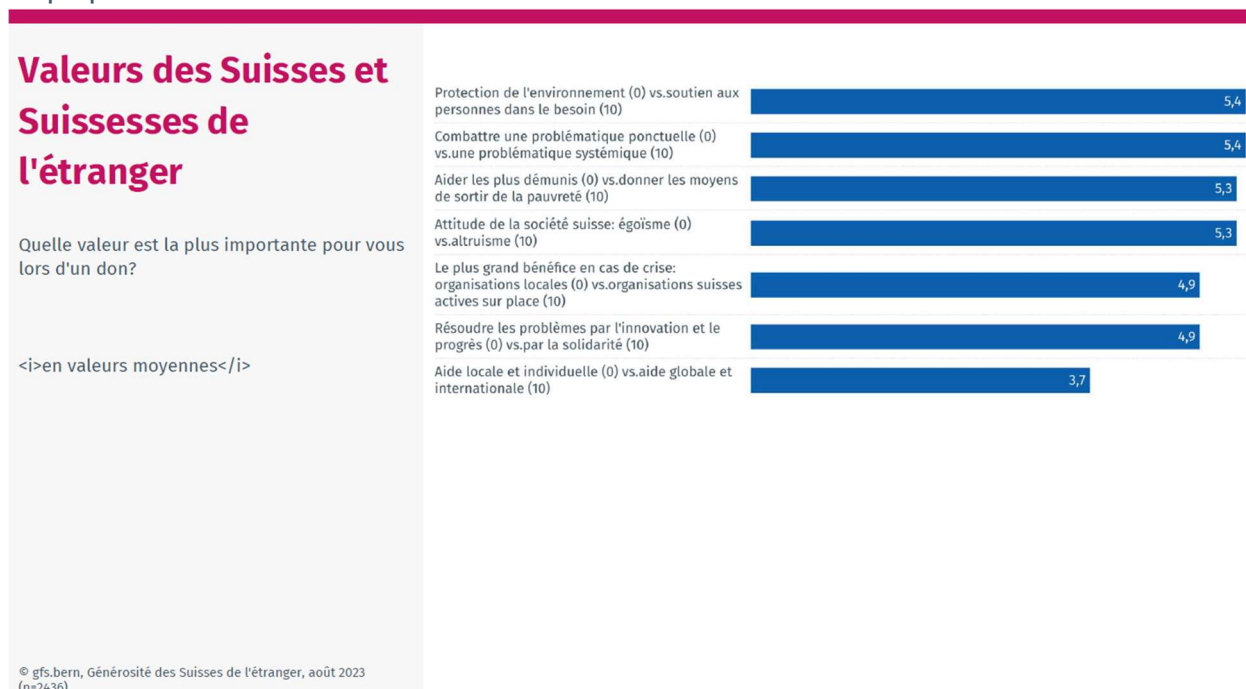 Valeurs des Suisses et
Suissesses de
l'étranger
Quelle valeur est la plus importante pour vous
lors d'un don?
<i>en valeurs moyennes</i>
© gfs.bern, Générosité des Suisses de l'étranger, août 2023
(n=2436)
Protection de l'environnement (0) vs.soutien aux
personnes dans le besoin (10)
5,4
Combattre une problématique ponctuelle (0)
vs.une problématique systémique (10)
5,4
Aider les plus démunis (0) vs.donner les moyens
de sortir de la pauvreté (10)
5,3
Attitude de la société suisse: égoïsme (0)
vs.altruisme (10)
5,3
Le plus grand bénéfice en cas de crise:
organisations locales (0) vs.organisations suisses
actives sur place (10)
4,9
Résoudre les problèmes par l'innovation et le
progrès (0) vs.par la solidarité (10)
4,9
Aide locale et individuelle (0) vs.aide globale et
internationale (10)
3,7